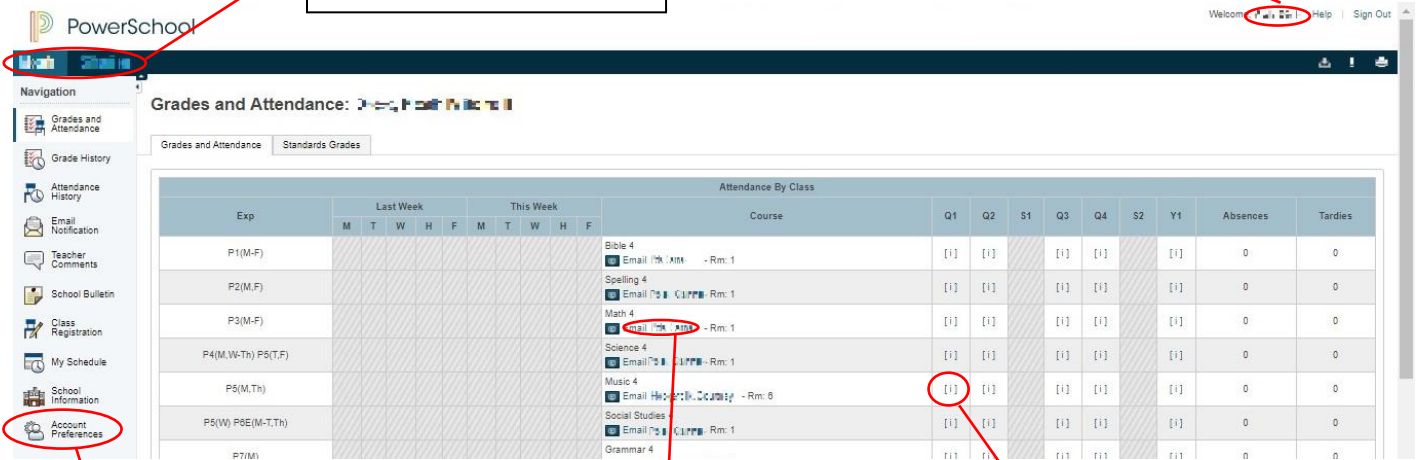 PowerSchool
Welcome, Help | Sign Out
Navigation
Grades and Attendance
Grade History
Attendance History
Email Notification
Teacher Comments
School Bulletin
Class Registration
My Schedule
School Information
Account Preferences
Grades and Attendance:
Grades and Attendance Standards Grades
Attendance By Class
Exp Last Week This Week Course Q1 Q2 S1 Q3 Q4 S2 Y1 Absences Tardies
M T W H F M T W H F
P1(M-F) Bible 4 [i] [i] [i] [i] [i] 0 0
Email - Rm: 1
P2(M,F) Spelling 4 [i] [i] [i] [i] [i] 0 0
Email - Rm: 1
P3(M-F) Math 4 [i] [i] [i] [i] [i] 0 0
Email - Rm: 1
P4(M,W-Th) P5(T,F) Science 4 [i] [i] [i] [i] [i] 0 0
Email - Rm: 1
P5(M,Th) Music 4 [i] [i] [i] [i] [i] 0 0
Email - Rm: 6
P5(W) P6E(M-T,Th) Social Studies 4 [i] [i] [i] [i] [i] 0 0
Email - Rm: 1
P7(M) Grammar 4 [i] [i] [i] [i] [i] 0 0